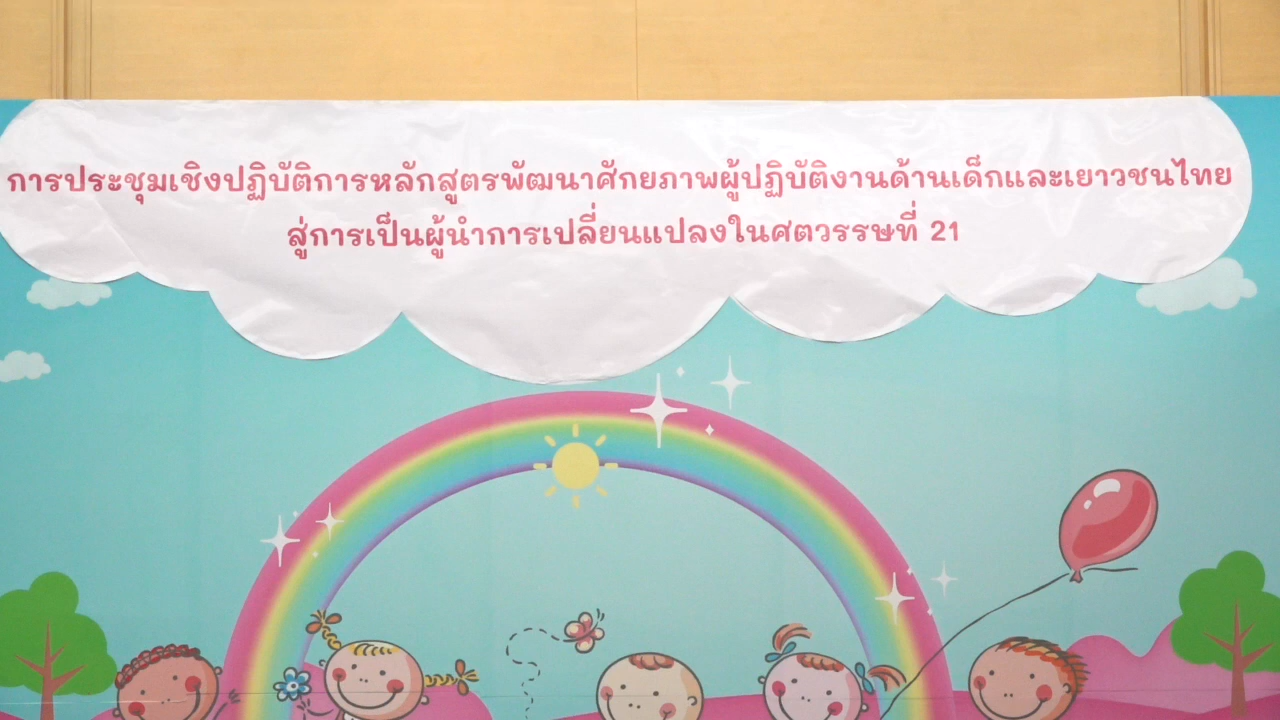 การประชุมเชิงปฏิบัติการหลักสูตรพัฒนาศักยภาพผู้ปฏิบัติงานด้านเด็กและเยาวชนไทย
สู่การเป็นผู้นำการเปลี่ยนแปลงในศตวรรษที่ 21